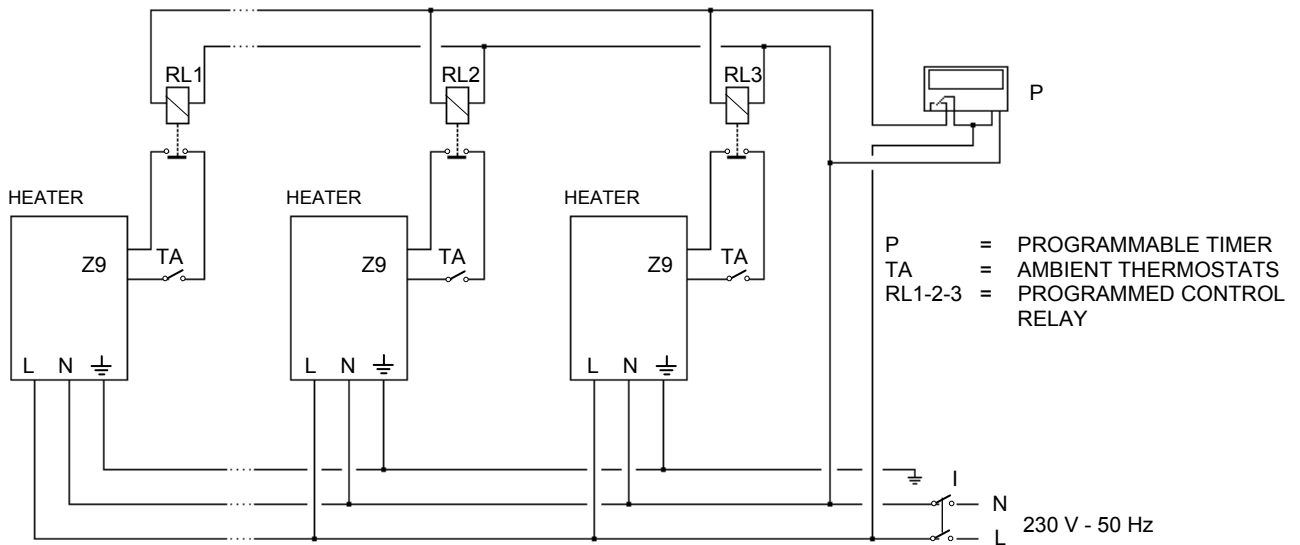 RL1 RL2 RL3
P
HEATER HEATER HEATER
Z9 TA Z9 TA Z9 TA
P = PROGRAMMABLE TIMER
TA = AMBIENT THERMOSTATS
RL1-2-3 = PROGRAMMED CONTROL
RELAY
L N L N L N
I
N
230 V - 50 Hz
L